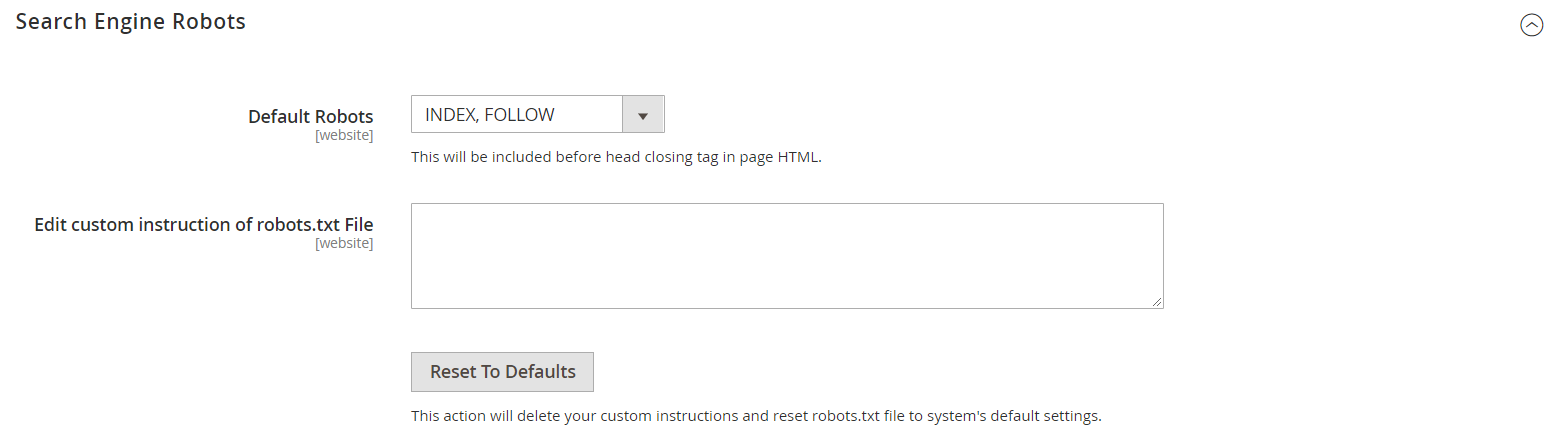 Search Engine Robots
Default Robots
[website]
INDEX, FOLLOW
This will be included before head closing tag in page HTML.
Edit custom instruction of robots.txt File
[website]
Reset To Defaults
This action will delete your custom instructions and reset robots.txt file to system's default settings.